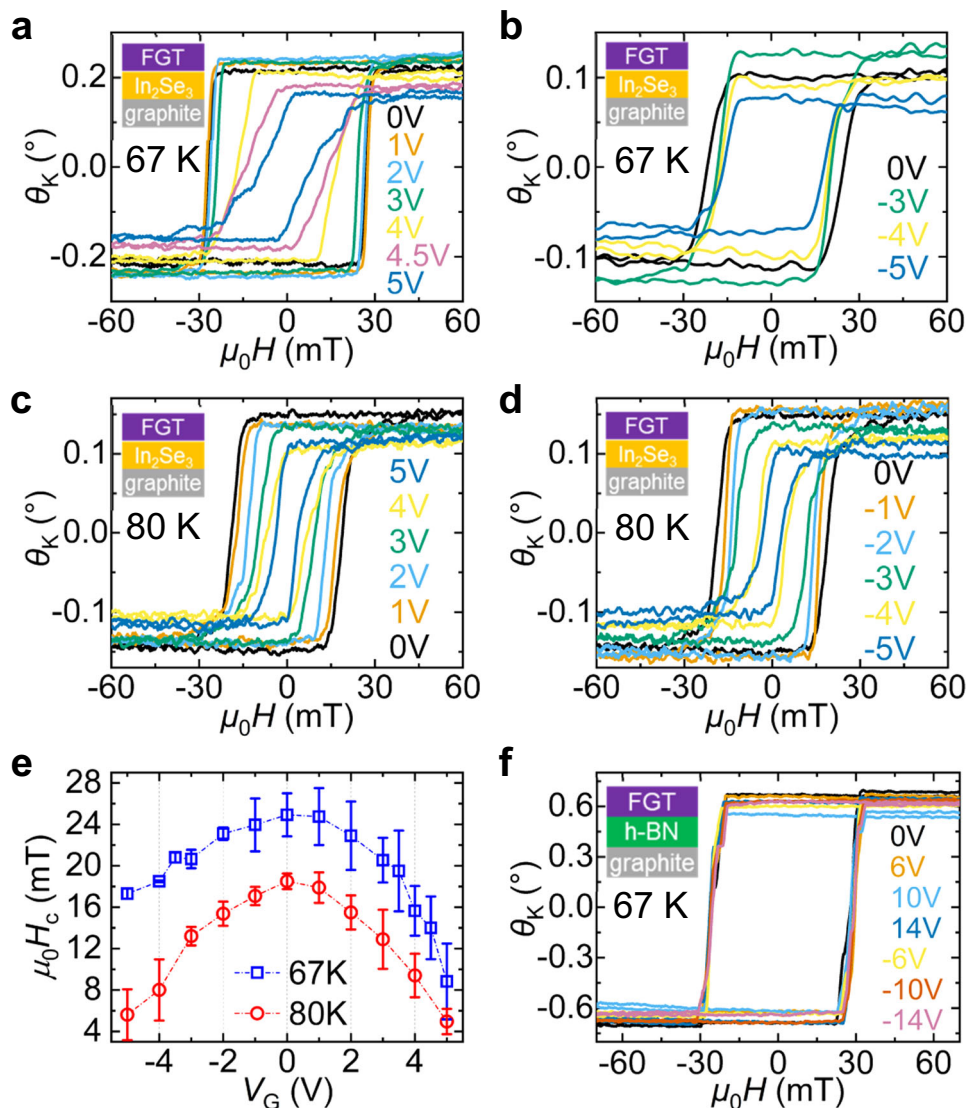 a
FGT
In₂Se₃
graphite
67 K
0V
1V
2V
3V
4V
4.5V
5V
0.2
0.0
-0.2
θK (°)
-60 -30 0 30 60
μ₀H (mT)
b
FGT
In₂Se₃
graphite
67 K
0V
-3V
-4V
-5V
0.1
0.0
-0.1
θK (°)
-60 -30 0 30 60
μ₀H (mT)
c
FGT
In₂Se₃
graphite
80 K
5V
4V
3V
2V
1V
0V
0.1
0.0
-0.1
θK (°)
-60 -30 0 30 60
μ₀H (mT)
d
FGT
In₂Se₃
graphite
80 K
0V
-1V
-2V
-3V
-4V
-5V
0.1
0.0
-0.1
θK (°)
-60 -30 0 30 60
μ₀H (mT)
e
28
24
20
16
12
8
4
μ₀Hc (mT)
67K
80K
-4 -2 0 2 4
VG (V)
f
FGT
h-BN
graphite
67 K
0V
6V
10V
14V
-6V
-10V
-14V
0.6
0.3
0.0
-0.3
-0.6
θK (°)
-60 -30 0 30 60
μ₀H (mT)